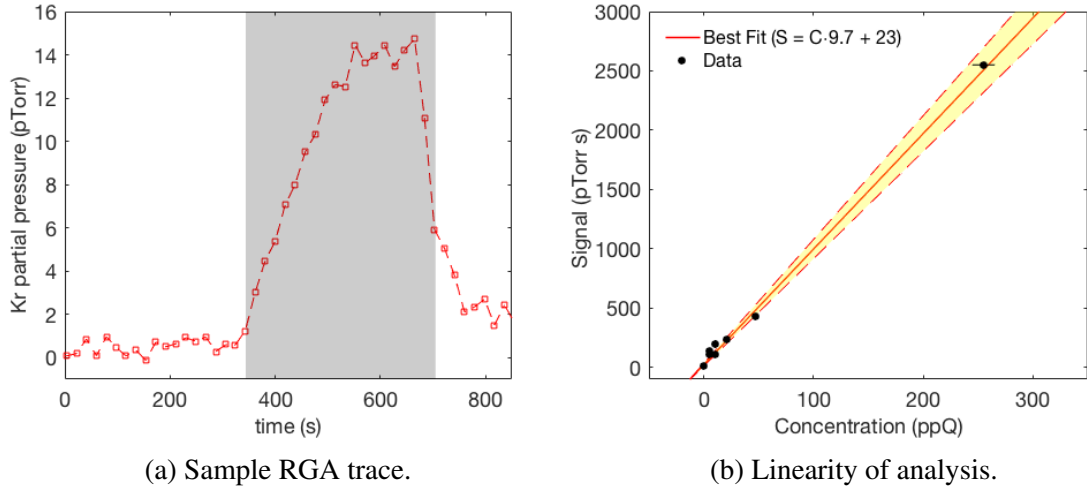 16
14
12
10
8
6
4
2
0
Kr partial pressure (pTorr)
0 200 400 600 800
time (s)
(a) Sample RGA trace.
3000
2500
2000
1500
1000
500
0
Signal (pTorr s)
Best Fit (S = C·9.7 + 23)
Data
0 100 200 300
Concentration (ppQ)
(b) Linearity of analysis.